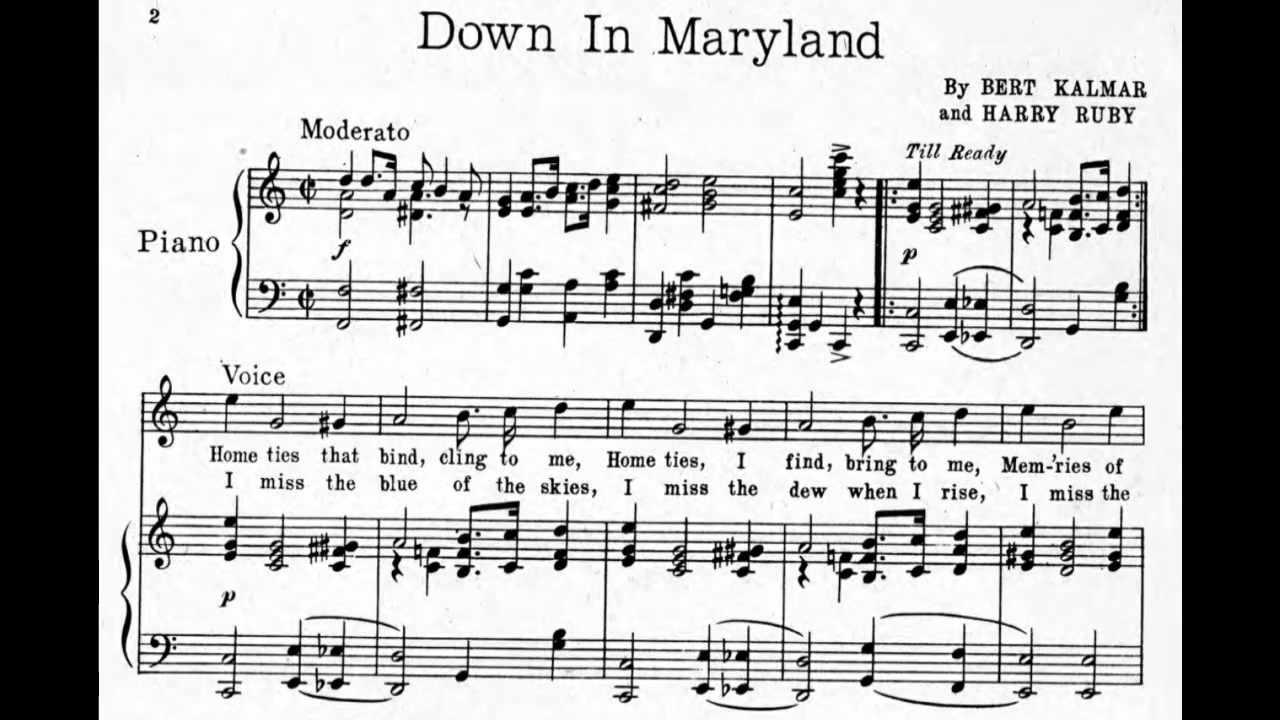 2
Down In Maryland
By BERT KALMAR
and HARRY RUBY
Moderato
Till Ready
Piano
f
p
Voice
Home ties that bind, cling to me, Home ties, I find, bring to me, Mem-'ries of
I miss the blue of the skies, I miss the dew when I rise, I miss the
p